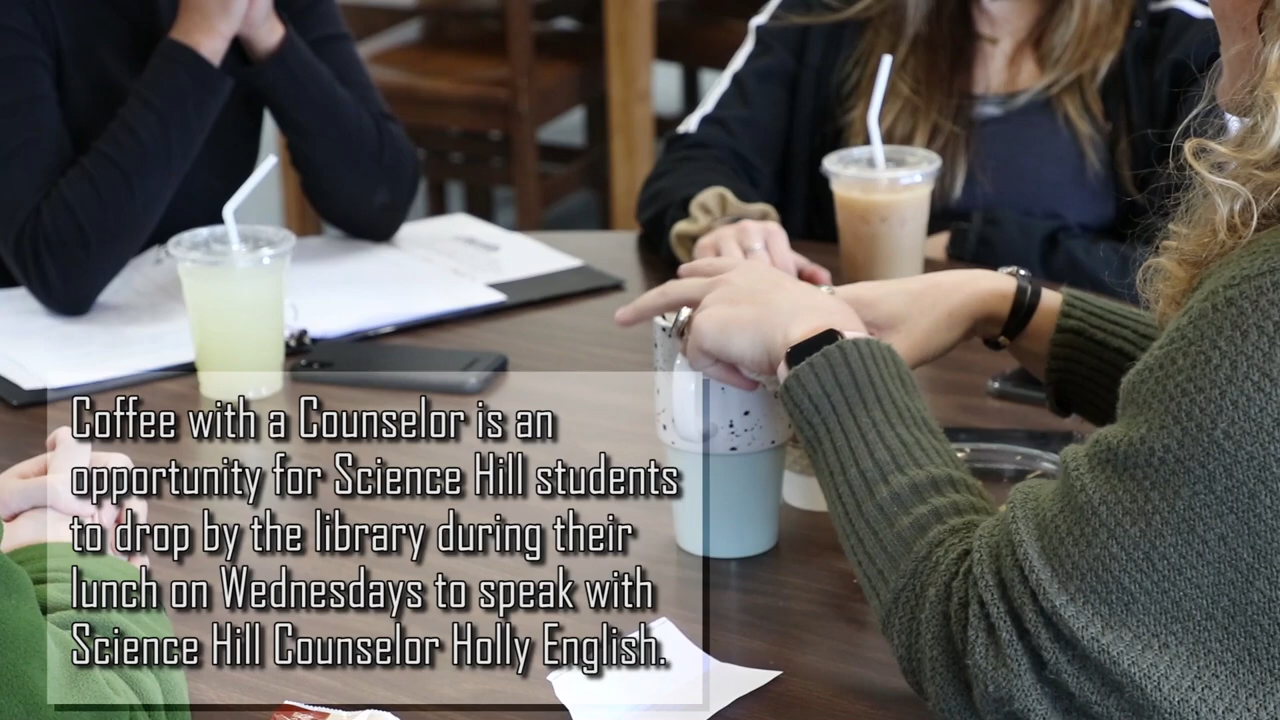 Coffee with a Counselor is an
opportunity for Science Hill students
to drop by the library during their
lunch on Wednesdays to speak with
Science Hill Counselor Holly English.